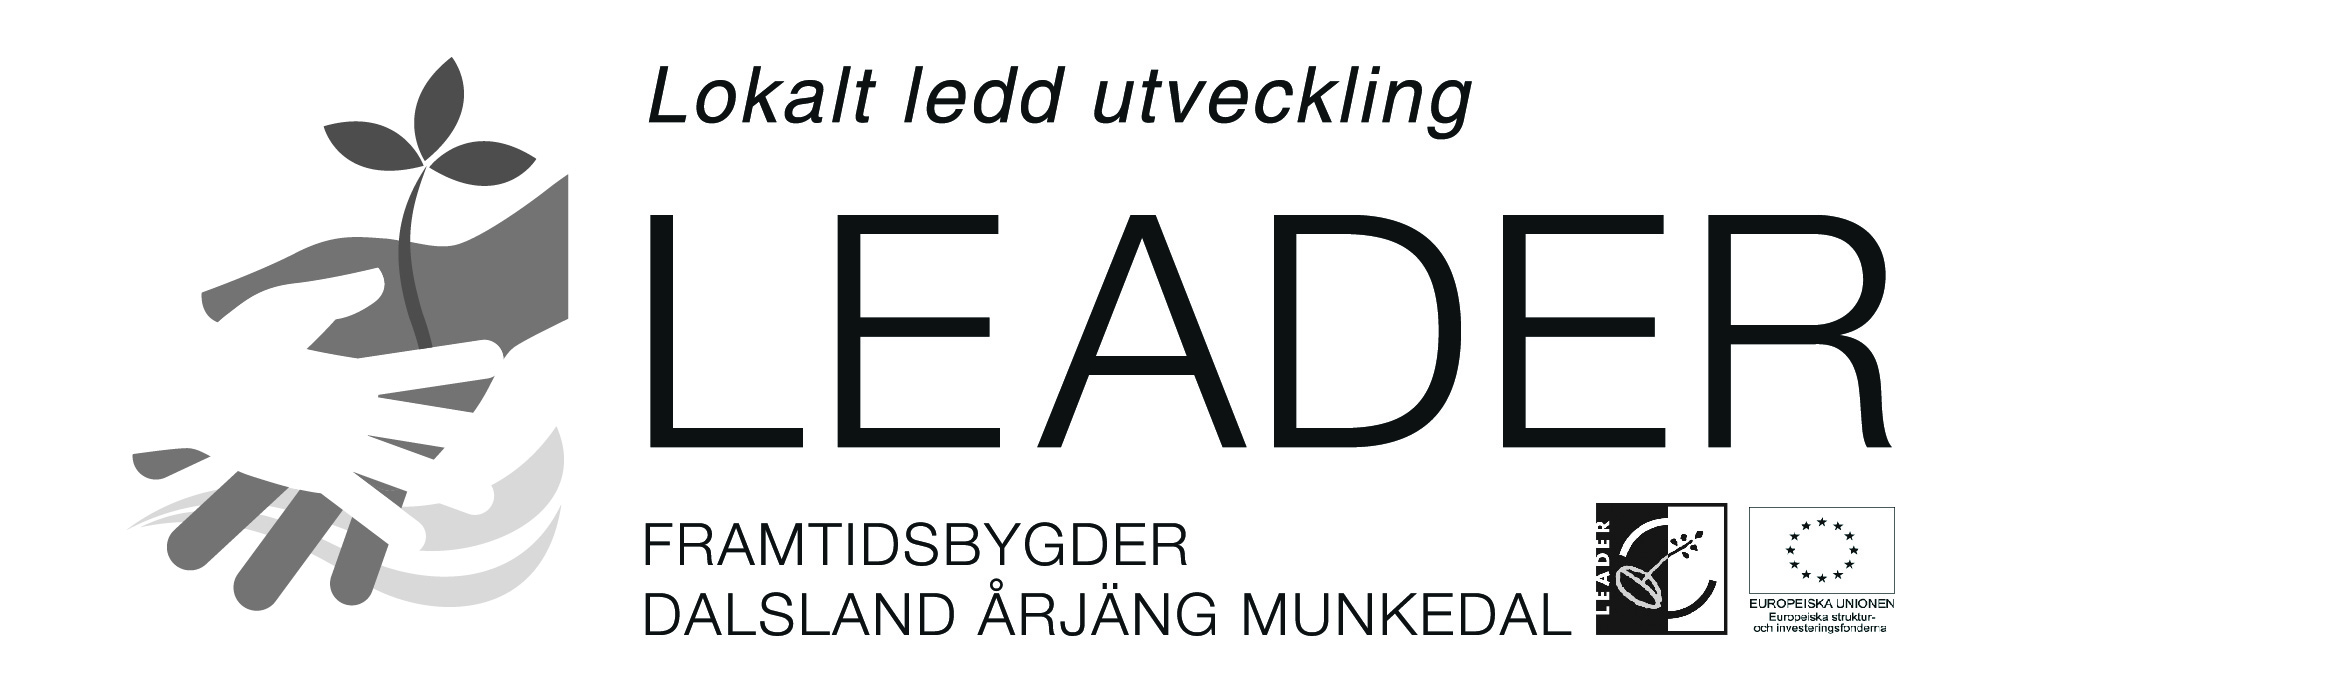 Lokalt ledd utveckling
LEADER
FRAMTIDSBYGDER
DALSLAND ÅRJÄNG MUNKEDAL
LEADER
EUROPEISKA UNIONEN
Europeiska struktur-
och investeringsfonderna